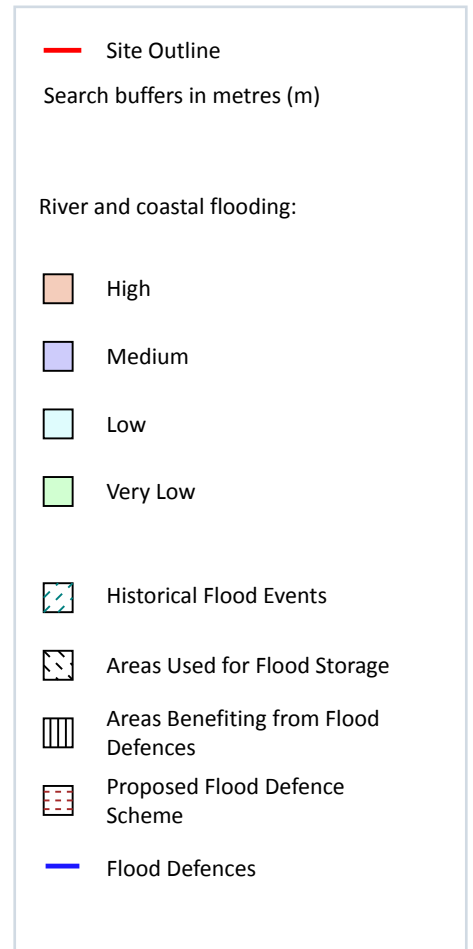 Site Outline
Search buffers in metres (m)
River and coastal flooding:
High
Medium
Low
Very Low
Historical Flood Events
Areas Used for Flood Storage
Areas Benefiting from Flood
Defences
Proposed Flood Defence
Scheme
Flood Defences